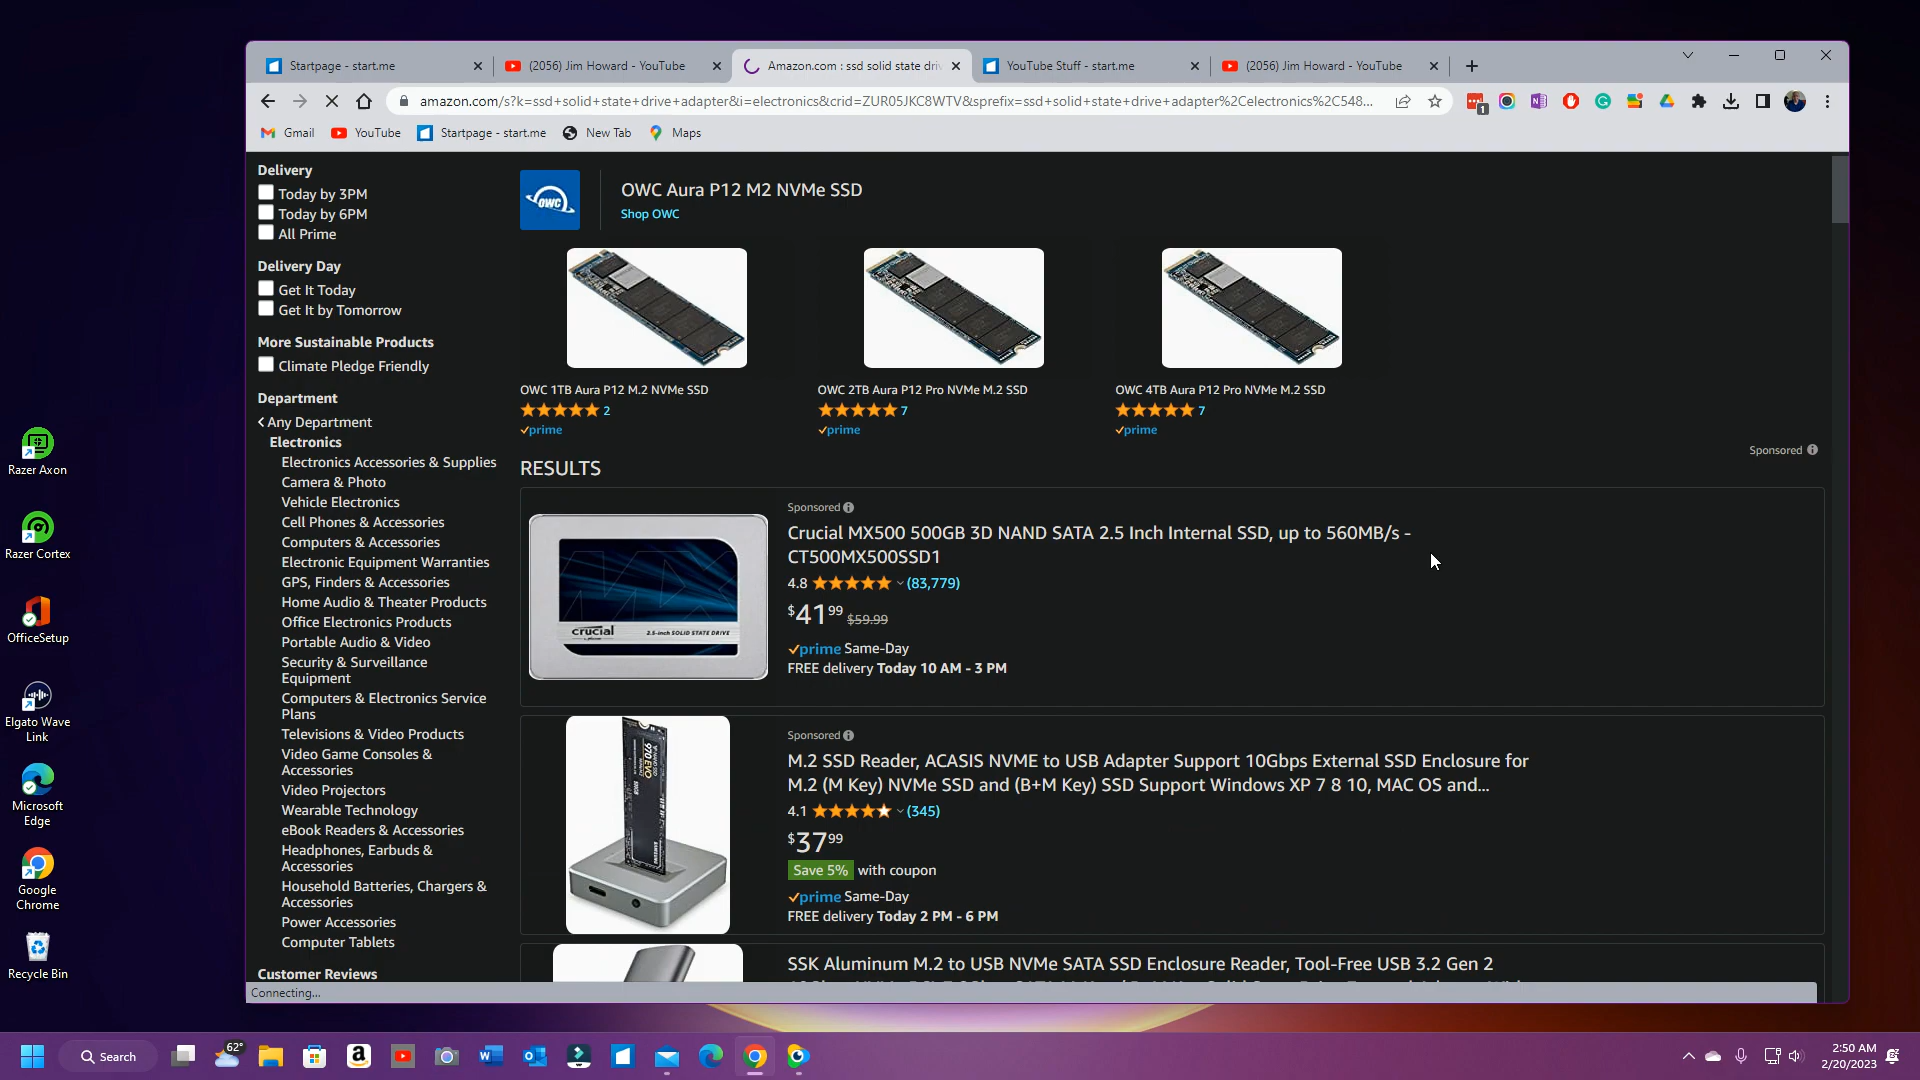 Startpage - start.me
(2056) Jim Howard - YouTube
Amazon.com : ssd solid state dri
YouTube Stuff - start.me
(2056) Jim Howard - YouTube
amazon.com/s?k=ssd+solid+state+drive+adapter&i=electronics&crid=ZUR05JKC8WTV&sprefix=ssd+solid+state+drive+adapter%2Celectronics%2C548...
1
Gmail
YouTube
Startpage - start.me
New Tab
Maps
Delivery
Today by 3PM
Today by 6PM
All Prime
Delivery Day
Get It Today
Get It by Tomorrow
More Sustainable Products
Climate Pledge Friendly
Department
Any Department
Electronics
Electronics Accessories & Supplies
Camera & Photo
Vehicle Electronics
Cell Phones & Accessories
Computers & Accessories
Electronic Equipment Warranties
GPS, Finders & Accessories
Home Audio & Theater Products
Office Electronics Products
Portable Audio & Video
Security & Surveillance
Equipment
Computers & Electronics Service
Plans
Televisions & Video Products
Video Game Consoles &
Accessories
Video Projectors
Wearable Technology
eBook Readers & Accessories
Headphones, Earbuds &
Accessories
Household Batteries, Chargers &
Accessories
Power Accessories
Computer Tablets
Customer Reviews
Connecting...
OWC
OWC Aura P12 M2 NVMe SSD
Shop OWC
OWC 1TB Aura P12 M.2 NVMe SSD
2
prime
OWC 2TB Aura P12 Pro NVMe M.2 SSD
7
prime
OWC 4TB Aura P12 Pro NVMe M.2 SSD
7
prime
Sponsored
RESULTS
crucial
2.5-inch SOLID STATE DRIVE
Sponsored
Crucial MX500 500GB 3D NAND SATA 2.5 Inch Internal SSD, up to 560MB/s -
CT500MX500SSD1
4.8 (83,779)
$41 99 $59.99
prime Same-Day
FREE delivery Today 10 AM - 3 PM
970 EVO
Sponsored
M.2 SSD Reader, ACASIS NVME to USB Adapter Support 10Gbps External SSD Enclosure for
M.2 (M Key) NVMe SSD and (B+M Key) SSD Support Windows XP 7 8 10, MAC OS and...
4.1 (345)
$37 99
Save 5% with coupon
prime Same-Day
FREE delivery Today 2 PM - 6 PM
SSK Aluminum M.2 to USB NVMe SATA SSD Enclosure Reader, Tool-Free USB 3.2 Gen 2
Razer Axon
Razer Cortex
OfficeSetup
Elgato Wave
Link
Microsoft
Edge
Google
Chrome
Recycle Bin
Search
62°
2:50 AM
2/20/2023